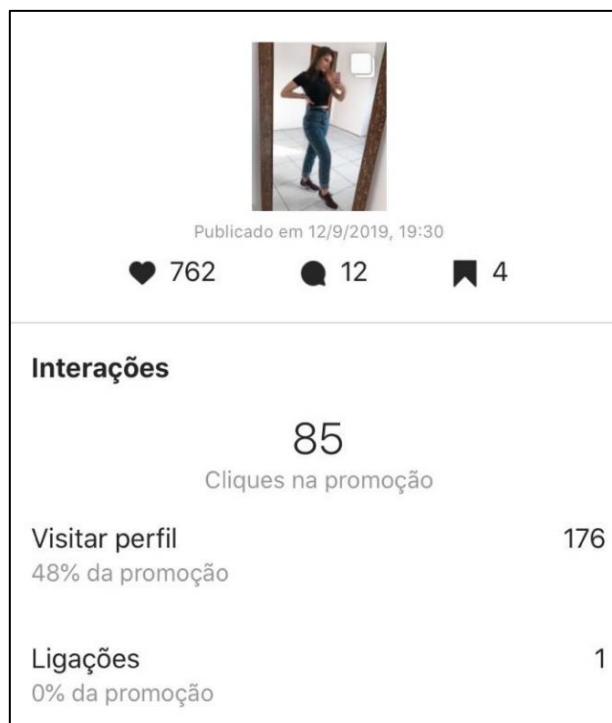 Publicado em 12/9/2019, 19:30
762 12 4
Interações
85
Cliques na promoção
Visitar perfil 176
48% da promoção
Ligações 1
0% da promoção